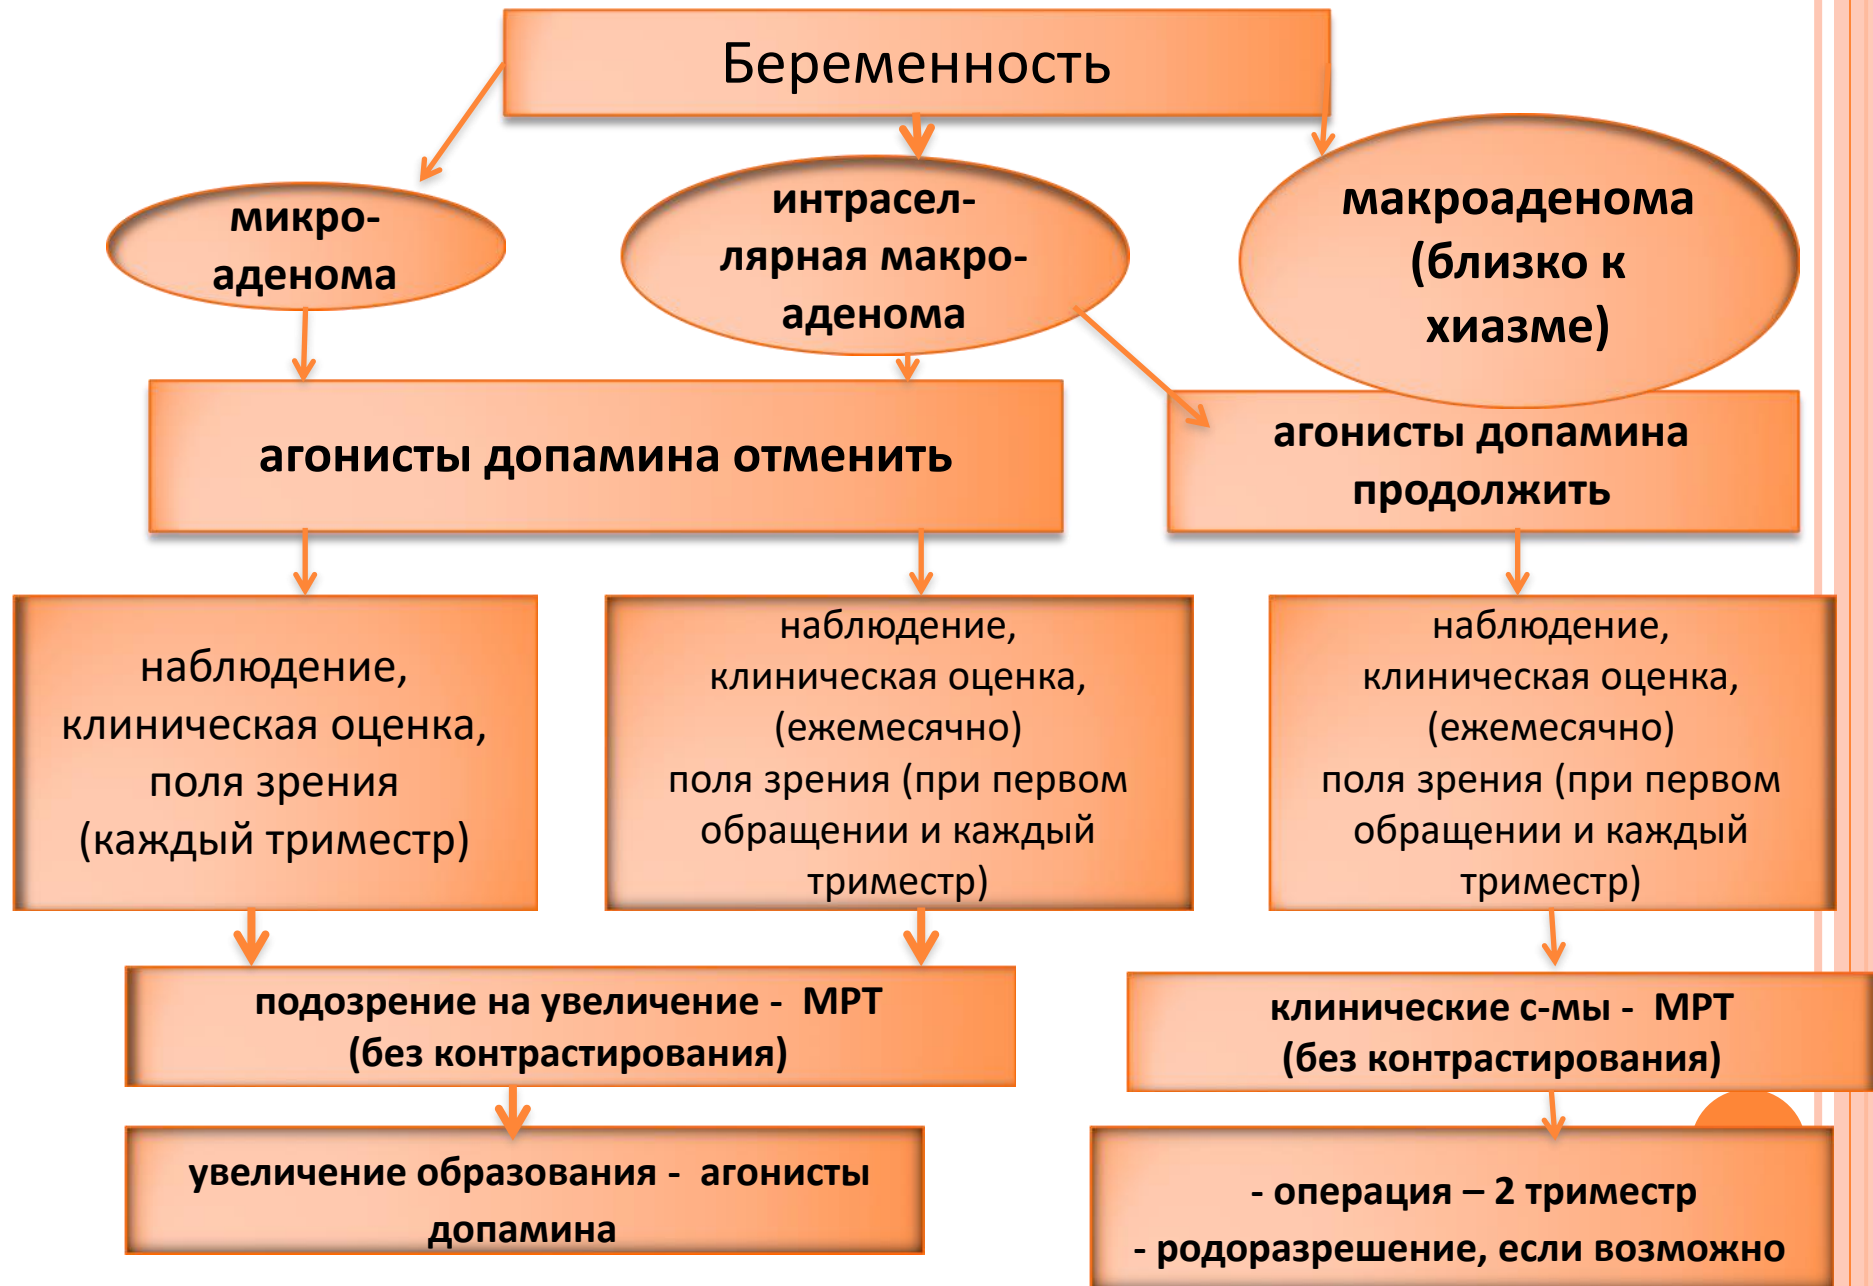 Беременность
микро-
аденома
интрасел-
лярная макро-
аденома
макроаденома
(близко к
хиазме)
агонисты допамина отменить
агонисты допамина
продолжить
наблюдение,
клиническая оценка,
поля зрения
(каждый триместр)
наблюдение,
клиническая оценка,
(ежемесячно)
поля зрения (при первом
обращении и каждый
триместр)
наблюдение,
клиническая оценка,
(ежемесячно)
поля зрения (при первом
обращении и каждый
триместр)
подозрение на увеличение - МРТ
(без контрастирования)
клинические с-мы - МРТ
(без контрастирования)
увеличение образования - агонисты
допамина
- операция – 2 триместр
- родоразрешение, если возможно